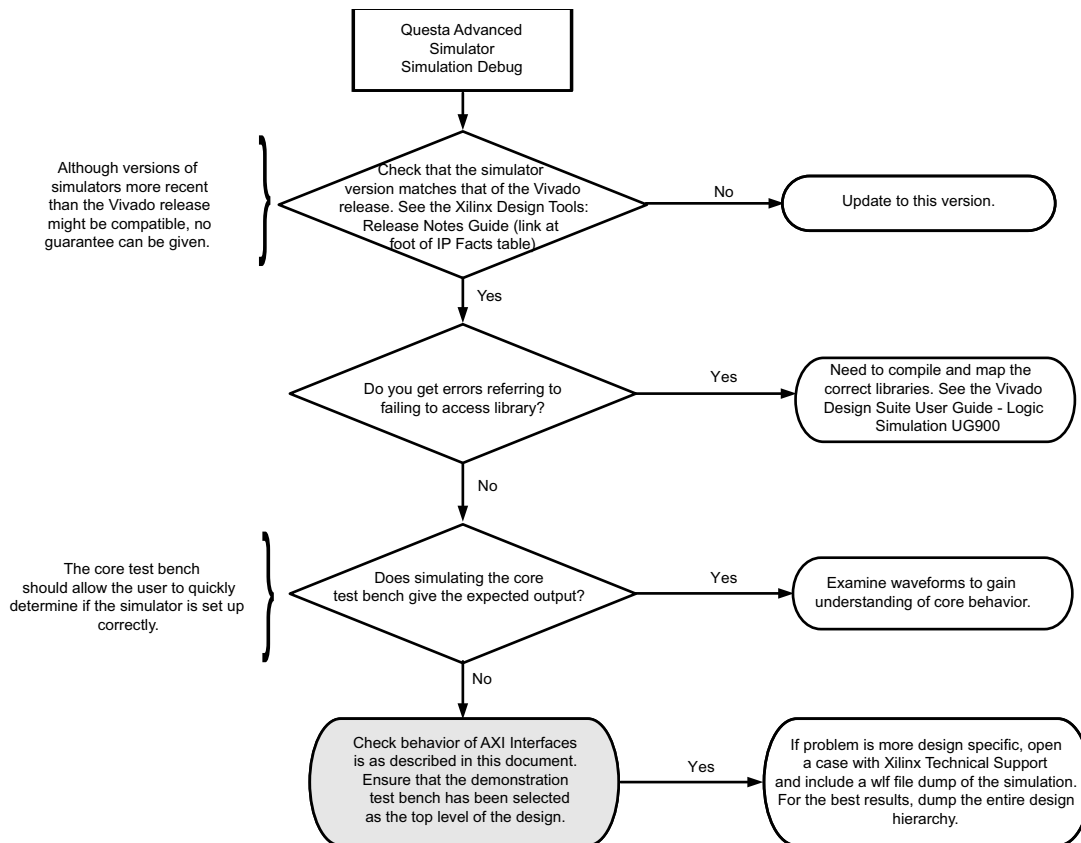 Questa Advanced
Simulator
Simulation Debug
Although versions of
simulators more recent
than the Vivado release
might be compatible, no
guarantee can be given.
Check that the simulator
version matches that of the Vivado
release. See the Xilinx Design Tools:
Release Notes Guide (link at
foot of IP Facts table)
No
Update to this version.
Yes
Do you get errors referring to
failing to access library?
Yes
Need to compile and map the
correct libraries. See the Vivado
Design Suite User Guide - Logic
Simulation UG900
No
The core test bench
should allow the user to quickly
determine if the simulator is set up
correctly.
Does simulating the core
test bench give the expected output?
Yes
Examine waveforms to gain
understanding of core behavior.
No
Check behavior of AXI Interfaces
is as described in this document.
Ensure that the demonstration
test bench has been selected
as the top level of the design.
Yes
If problem is more design specific, open
a case with Xilinx Technical Support
and include a wlf file dump of the simulation.
For the best results, dump the entire design
hierarchy.